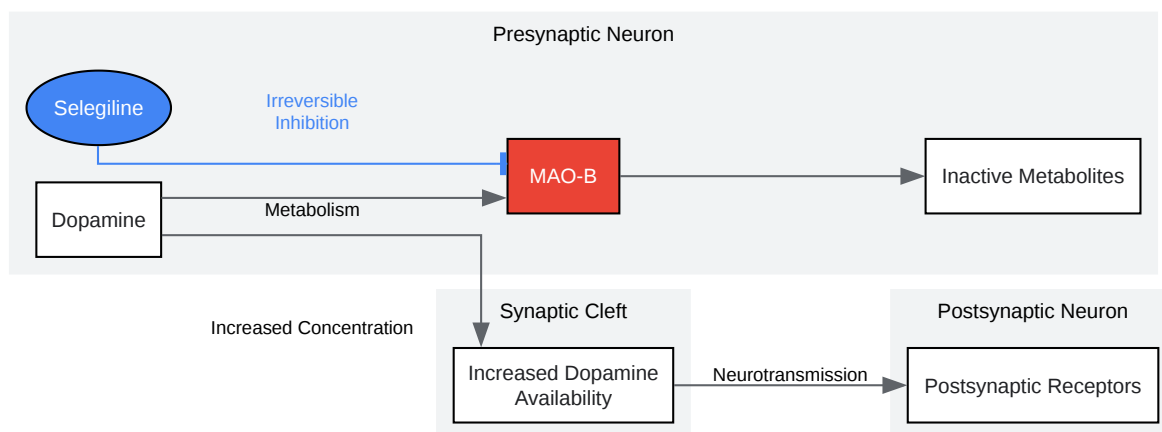 Presynaptic Neuron
Selegiline
Irreversible
Inhibition
MAO-B
Inactive Metabolites
Dopamine
Metabolism
Synaptic Cleft
Postsynaptic Neuron
Increased Concentration
Increased Dopamine
Availability
Neurotransmission
Postsynaptic Receptors